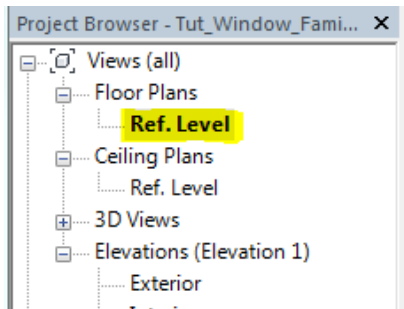 Project Browser - Tut_Window_Fami...
Views (all)
Floor Plans
Ref. Level
Ceiling Plans
Ref. Level
3D Views
Elevations (Elevation 1)
Exterior